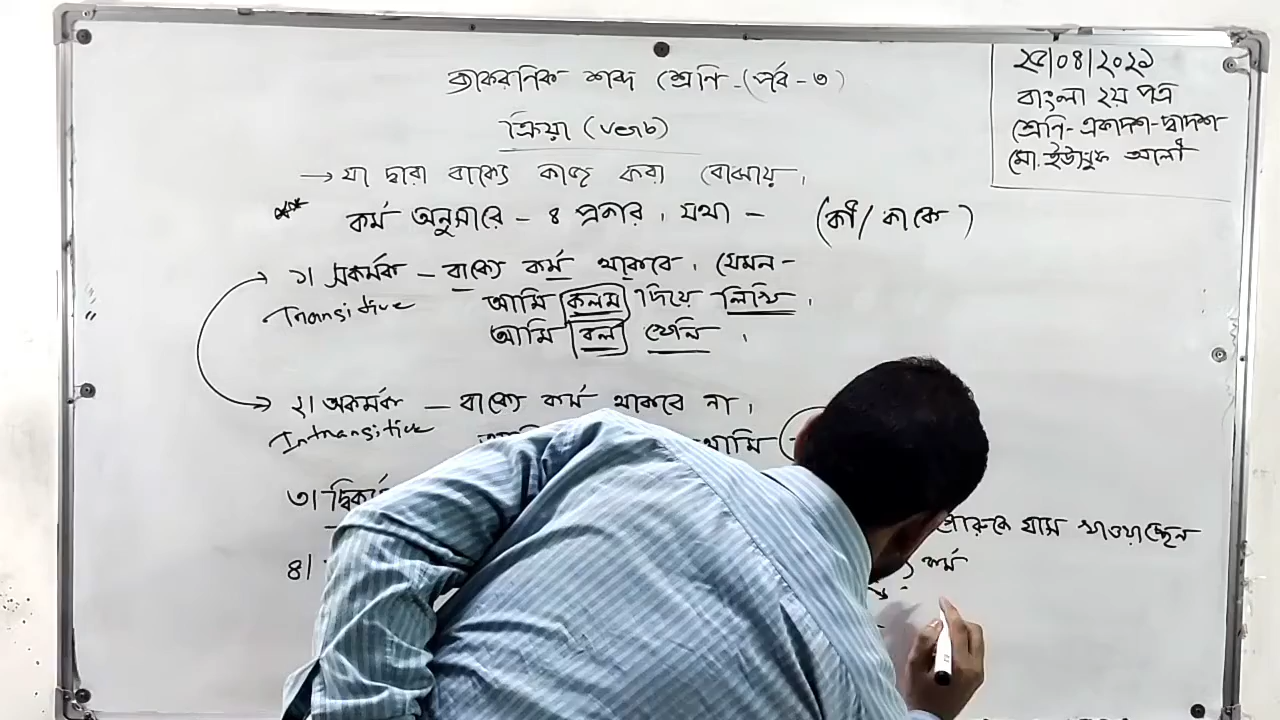 ব্যাকরণিক শব্দ শ্রেণি - (পর্ব - ৩)
ক্রিয়া (verb)
→ যা দ্বারা বাক্যে কাজ করা বোঝায়।
কর্ম অনুসারে - ৪ প্রকার, যথা - (কী / কাকে)
১। সকর্মক - বাক্যে কর্ম থাকবে। যেমন -
Transitive আমি কলম দিয়ে লিখি।
আমি বল খেলি।
২। অকর্মক - বাক্যে কর্ম থাকবে না।
Intransitive আমি
৩। দ্বিকর্ম
গোরুকে ঘাস খাওয়াচ্ছেন
৪। কর্ম
২৫/০৪/২০২১
বাংলা ২য় পত্র
শ্রেণি - একাদশ - দ্বাদশ
মো. ইউসুফ আলী